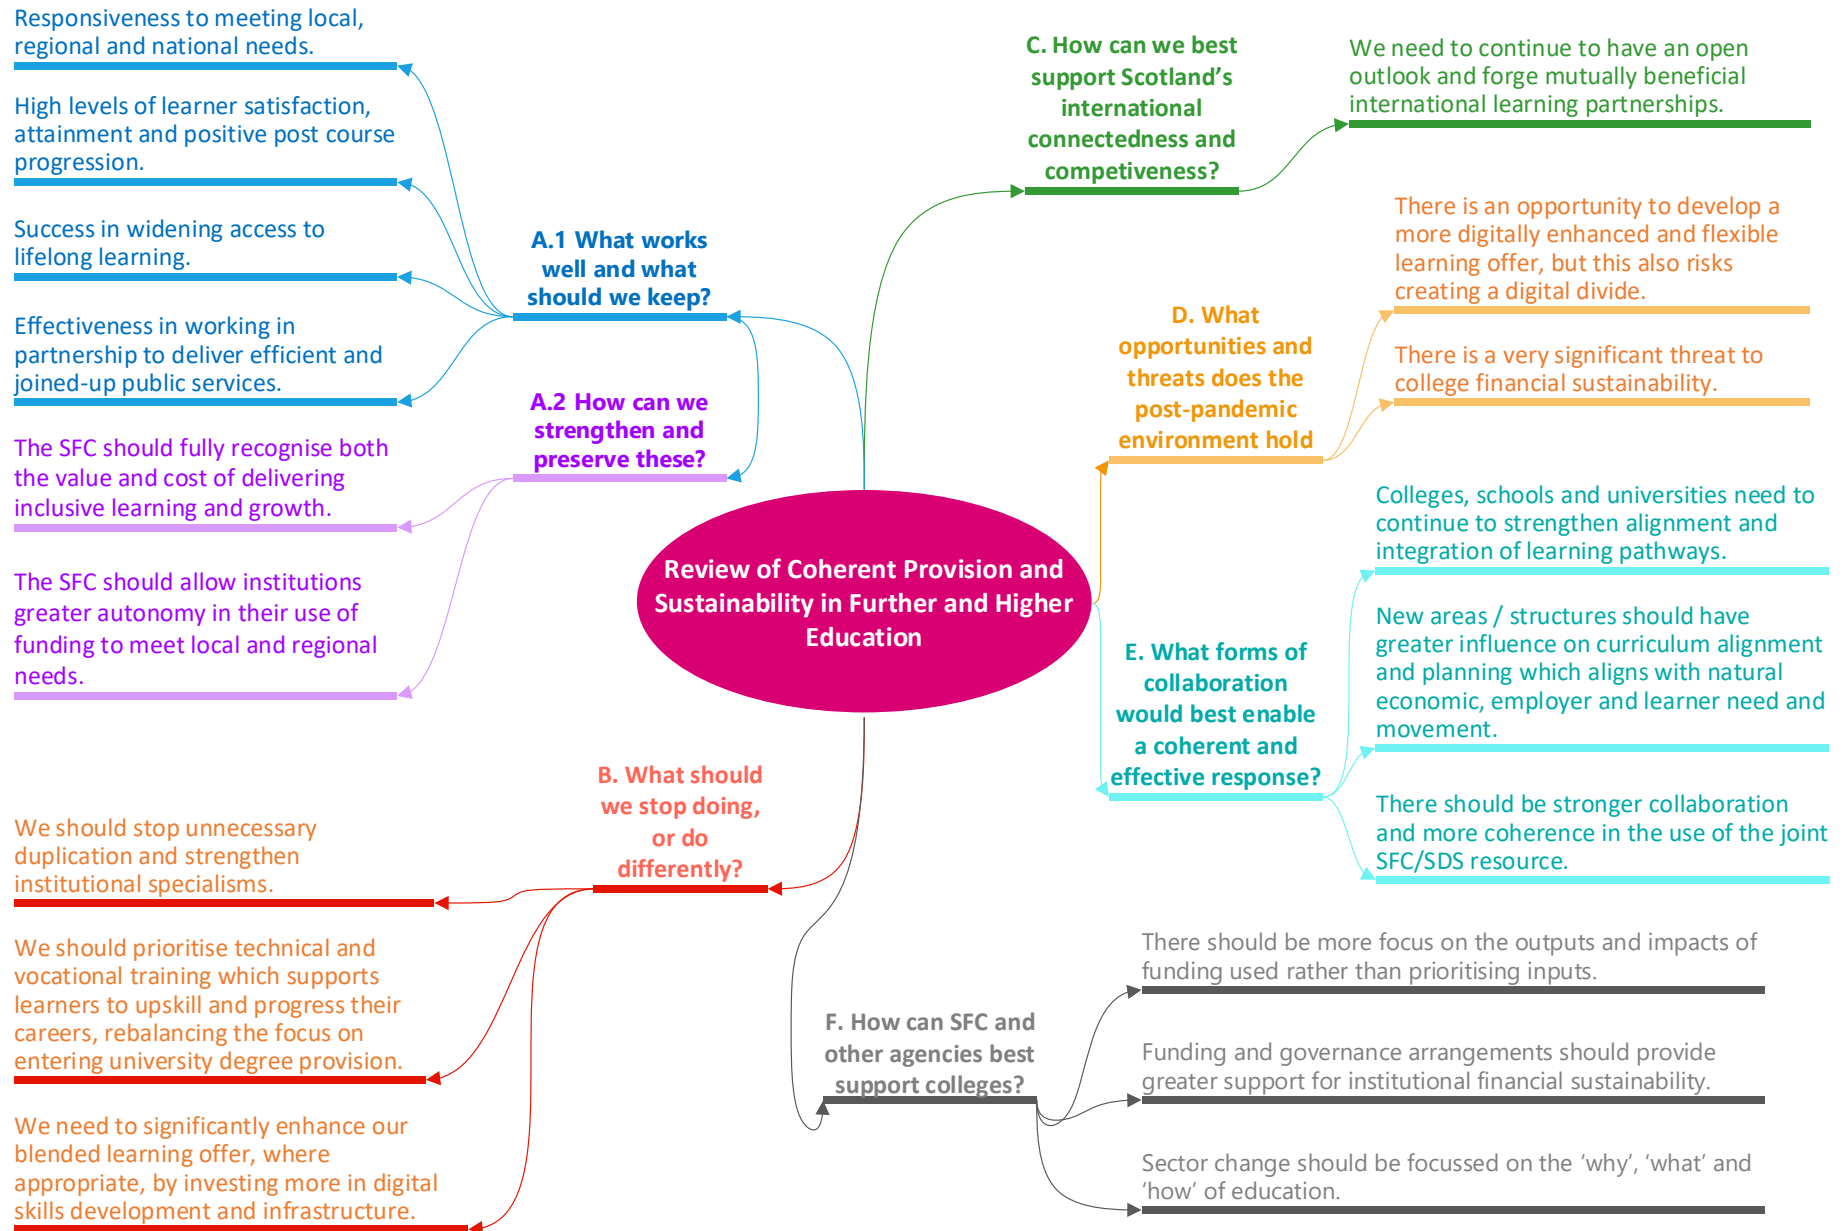 Responsiveness to meeting local,
regional and national needs.
High levels of learner satisfaction,
attainment and positive post course
progression.
Success in widening access to
lifelong learning.
Effectiveness in working in
partnership to deliver efficient and
joined-up public services.
A.1 What works
well and what
should we keep?
A.2 How can we
strengthen and
preserve these?
The SFC should fully recognise both
the value and cost of delivering
inclusive learning and growth.
The SFC should allow institutions
greater autonomy in their use of
funding to meet local and regional
needs.
Review of Coherent Provision and
Sustainability in Further and Higher
Education
B. What should
we stop doing,
or do
differently?
We should stop unnecessary
duplication and strengthen
institutional specialisms.
We should prioritise technical and
vocational training which supports
learners to upskill and progress their
careers, rebalancing the focus on
entering university degree provision.
We need to significantly enhance our
blended learning offer, where
appropriate, by investing more in digital
skills development and infrastructure.
C. How can we best
support Scotland’s
international
connectedness and
competiveness?
We need to continue to have an open
outlook and forge mutually beneficial
international learning partnerships.
D. What
opportunities and
threats does the
post-pandemic
environment hold
There is an opportunity to develop a
more digitally enhanced and flexible
learning offer, but this also risks
creating a digital divide.
There is a very significant threat to
college financial sustainability.
E. What forms of
collaboration
would best enable
a coherent and
effective response?
Colleges, schools and universities need to
continue to strengthen alignment and
integration of learning pathways.
New areas / structures should have
greater influence on curriculum alignment
and planning which aligns with natural
economic, employer and learner need and
movement.
There should be stronger collaboration
and more coherence in the use of the joint
SFC/SDS resource.
F. How can SFC and
other agencies best
support colleges?
There should be more focus on the outputs and impacts of
funding used rather than prioritising inputs.
Funding and governance arrangements should provide
greater support for institutional financial sustainability.
Sector change should be focussed on the ‘why’, ‘what’ and
‘how’ of education.